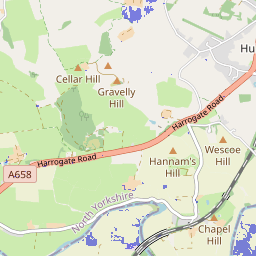 Hu
Cellar Hill
Gravelly
Hill
Harrogate Road
Harrogate Road
Wescoe
Hill
Hannam's
Hill
A658
North Yorkshire
Chapel
Hill